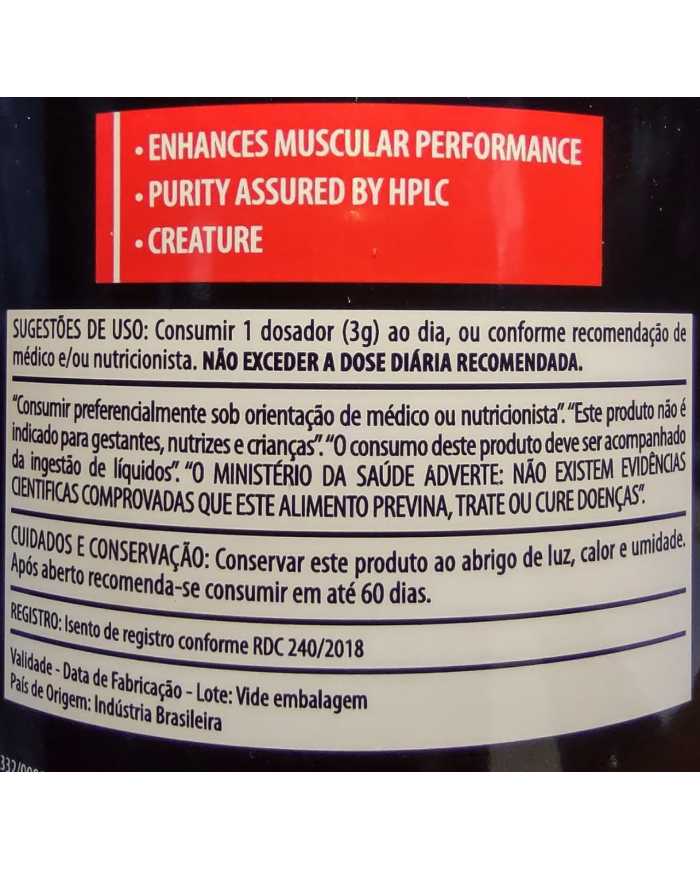 • ENHANCES MUSCULAR PERFORMANCE
• PURITY ASSURED BY HPLC
• CREATURE
SUGESTÕES DE USO: Consumir 1 dosador (3g) ao dia, ou conforme recomendação de
médico e/ou nutricionista. NÃO EXCEDER A DOSE DIÁRIA RECOMENDADA.
"Consumir preferencialmente sob orientação de médico ou nutricionista". "Este produto não é
indicado para gestantes, nutrizes e crianças". "O consumo deste produto deve ser acompanhado
da ingestão de líquidos". "O MINISTÉRIO DA SAÚDE ADVERTE: NÃO EXISTEM EVIDÊNCIAS
CIENTÍFICAS COMPROVADAS QUE ESTE ALIMENTO PREVINA, TRATE OU CURE DOENÇAS".
CUIDADOS E CONSERVAÇÃO: Conservar este produto ao abrigo de luz, calor e umidade.
Após aberto recomenda-se consumir em até 60 dias.
REGISTRO: Isento de registro conforme RDC 240/2018
Validade - Data de Fabricação - Lote: Vide embalagem
País de Origem: Indústria Brasileira